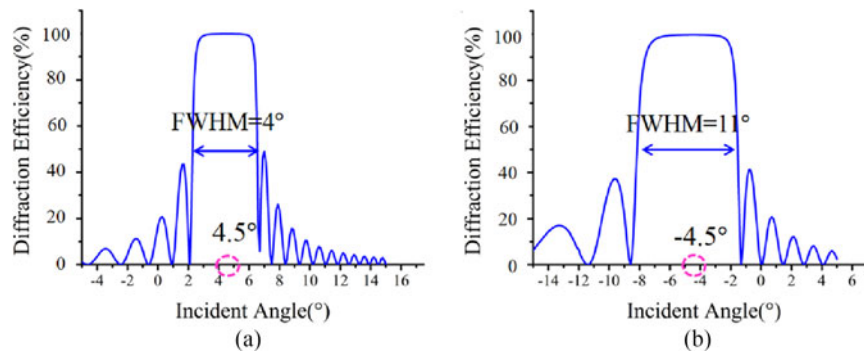 Diffraction Efficiency(%)
100
80
60
40
20
0
FWHM=4°
4.5°
-4 -2 0 2 4 6 8 10 12 14 16
Incident Angle(°)
(a)
Diffraction Efficiency(%)
100
80
60
40
20
0
FWHM=11°
-4.5°
-14 -12 -10 -8 -6 -4 -2 0 2 4 6
Incident Angle(°)
(b)